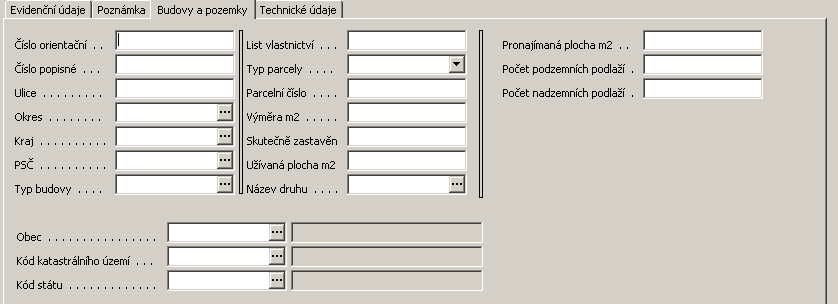 Evidenční údaje Poznámka Budovy a pozemky Technické údaje
Číslo orientační . . List vlastnictví . . . Pronajímaná plocha m2 . .
Číslo popisné . . . Typ parcely . . . . Počet podzemních podlaží .
Ulice . . . . . . . . Parcelní číslo . . . . Počet nadzemních podlaží .
Okres . . . . . . . Výměra m2 . . . . .
Kraj . . . . . . . . . Skutečně zastavěn
PSČ . . . . . . . . . Užívaná plocha m2
Typ budovy . . . . Název druhu . . . .
Obec . . . . . . . . . . . . . . .
Kód katastrálního území . . .
Kód státu . . . . . . . . . . . .